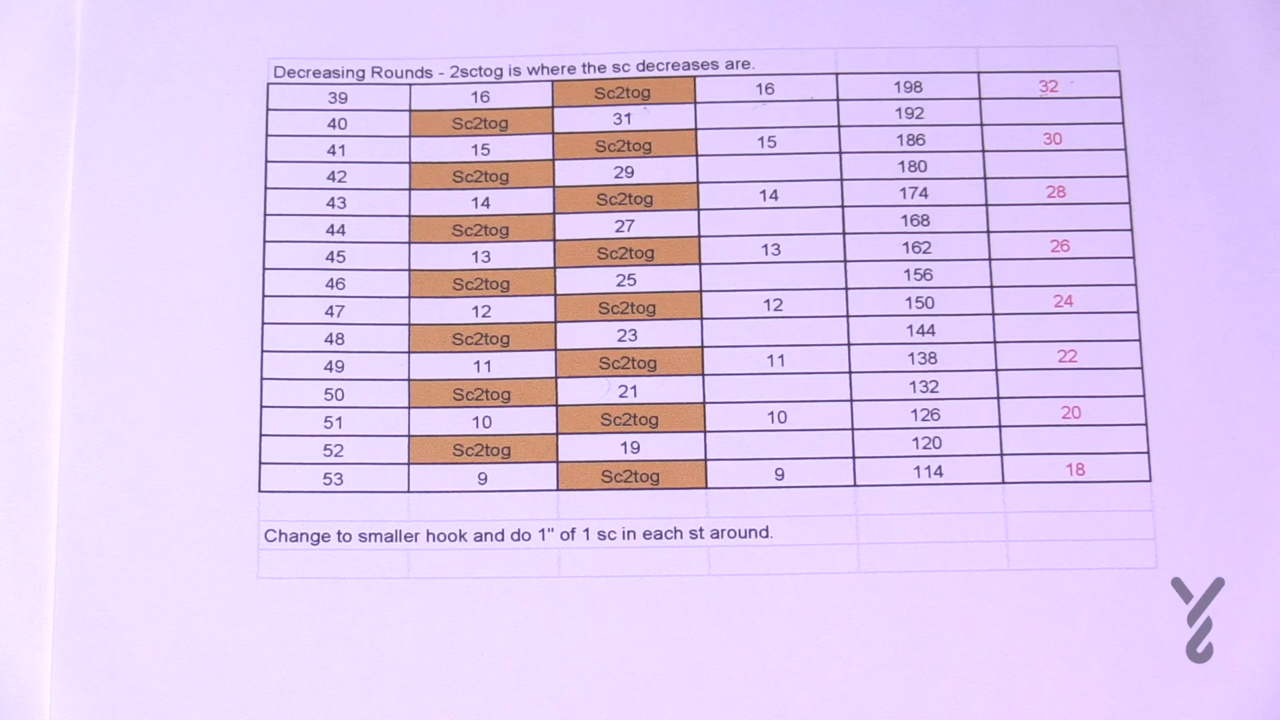 Decreasing Rounds - 2sctog is where the sc decreases are.
39 16 Sc2tog 16 198 32
40 Sc2tog 31 192
41 15 Sc2tog 15 186 30
42 Sc2tog 29 180
43 14 Sc2tog 14 174 28
44 Sc2tog 27 168
45 13 Sc2tog 13 162 26
46 Sc2tog 25 156
47 12 Sc2tog 12 150 24
48 Sc2tog 23 144
49 11 Sc2tog 11 138 22
50 Sc2tog 21 132
51 10 Sc2tog 10 126 20
52 Sc2tog 19 120
53 9 Sc2tog 9 114 18
Change to smaller hook and do 1" of 1 sc in each st around.